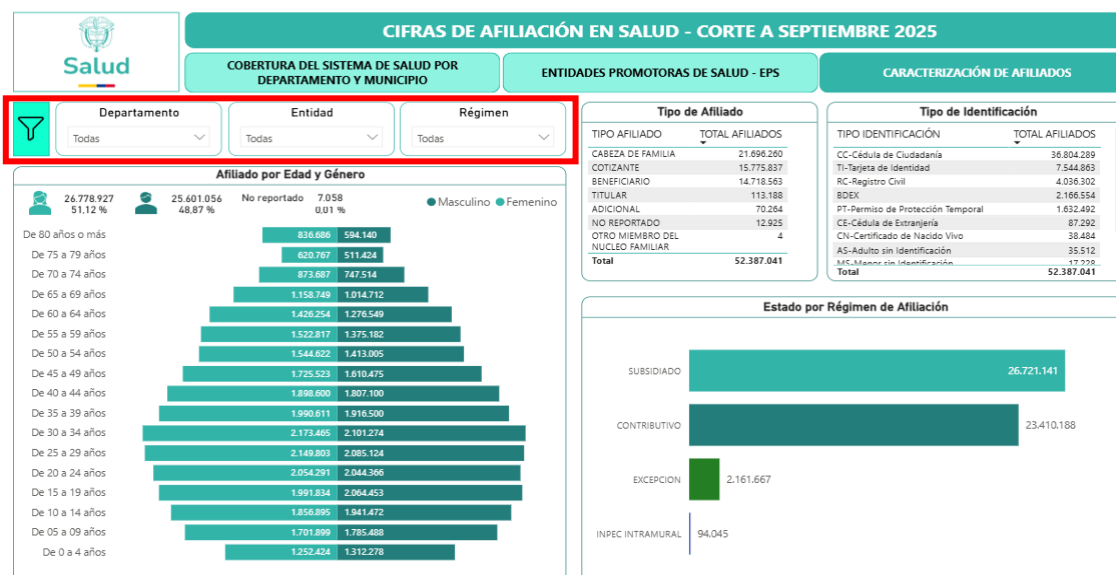 Salud
CIFRAS DE AFILIACIÓN EN SALUD - CORTE A SEPTIEMBRE 2025
COBERTURA DEL SISTEMA DE SALUD POR
DEPARTAMENTO Y MUNICIPIO
ENTIDADES PROMOTORAS DE SALUD - EPS
CARACTERIZACIÓN DE AFILIADOS
Departamento
Todas
Entidad
Todas
Régimen
Todas
Afiliado por Edad y Género
26.778.927
51,12 %
25.601.056
48,87 %
No reportado 7.058
0,01 %
Masculino Femenino
De 80 años o más 836.686 594.140
De 75 a 79 años 620.767 511.424
De 70 a 74 años 873.687 747.514
De 65 a 69 años 1.158.749 1.014.712
De 60 a 64 años 1.426.254 1.276.549
De 55 a 59 años 1.522.817 1.375.182
De 50 a 54 años 1.544.622 1.413.005
De 45 a 49 años 1.725.523 1.610.475
De 40 a 44 años 1.898.600 1.807.100
De 35 a 39 años 1.990.611 1.916.500
De 30 a 34 años 2.173.465 2.101.274
De 25 a 29 años 2.149.803 2.085.124
De 20 a 24 años 2.054.291 2.044.366
De 15 a 19 años 1.991.834 2.064.453
De 10 a 14 años 1.856.895 1.941.472
De 05 a 09 años 1.701.899 1.785.488
De 0 a 4 años 1.252.424 1.312.278
Tipo de Afiliado
TIPO AFILIADO TOTAL AFILIADOS
CABEZA DE FAMILIA 21.696.260
COTIZANTE 15.775.837
BENEFICIARIO 14.718.563
TITULAR 113.188
ADICIONAL 70.264
NO REPORTADO 12.925
OTRO MIEMBRO DEL 4
NUCLEO FAMILIAR
Total 52.387.041
Tipo de Identificación
TIPO IDENTIFICACIÓN TOTAL AFILIADOS
CC-Cédula de Ciudadanía 36.804.289
TI-Tarjeta de Identidad 7.544.863
RC-Registro Civil 4.036.302
BDEX 2.166.554
PT-Permiso de Protección Temporal 1.632.492
CE-Cédula de Extranjería 87.292
CN-Certificado de Nacido Vivo 38.484
AS-Adulto sin Identificación 35.512
MS-Menor sin Identificación 17.228
Total 52.387.041
Estado por Régimen de Afiliación
SUBSIDIADO 26.721.141
CONTRIBUTIVO 23.410.188
EXCEPCION 2.161.667
INPEC INTRAMURAL 94.045